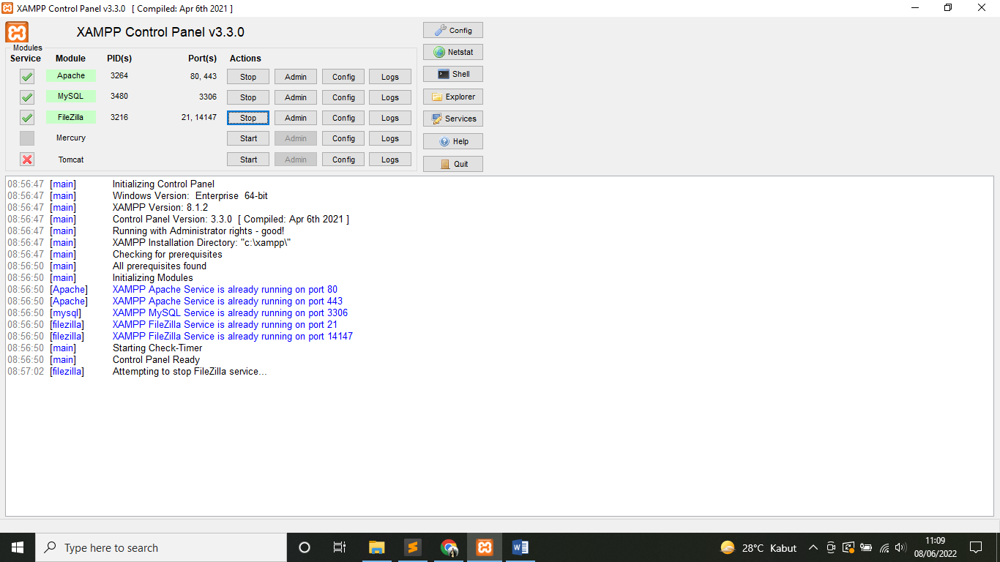 XAMPP Control Panel v3.3.0 [ Compiled: Apr 6th 2021 ]
XAMPP Control Panel v3.3.0
Config
Modules
Service Module PID(s) Port(s) Actions
Netstat
Apache 3264 80, 443 Stop Admin Config Logs
Shell
MySQL 3480 3306 Stop Admin Config Logs
Explorer
FileZilla 3216 21, 14147 Stop Admin Config Logs
Services
Mercury Start Admin Config Logs
Help
Tomcat Start Admin Config Logs
Quit
08:56:47 [main] Initializing Control Panel
08:56:47 [main] Windows Version: Enterprise 64-bit
08:56:47 [main] XAMPP Version: 8.1.2
08:56:47 [main] Control Panel Version: 3.3.0 [ Compiled: Apr 6th 2021 ]
08:56:47 [main] Running with Administrator rights - good!
08:56:47 [main] XAMPP Installation Directory: "c:\xampp\"
08:56:47 [main] Checking for prerequisites
08:56:50 [main] All prerequisites found
08:56:50 [main] Initializing Modules
08:56:50 [Apache] XAMPP Apache Service is already running on port 80
08:56:50 [Apache] XAMPP Apache Service is already running on port 443
08:56:50 [mysql] XAMPP MySQL Service is already running on port 3306
08:56:50 [filezilla] XAMPP FileZilla Service is already running on port 21
08:56:50 [filezilla] XAMPP FileZilla Service is already running on port 14147
08:56:50 [main] Starting Check-Timer
08:56:50 [main] Control Panel Ready
08:57:02 [filezilla] Attempting to stop FileZilla service...
Type here to search
28°C Kabut
11:09
08/06/2022